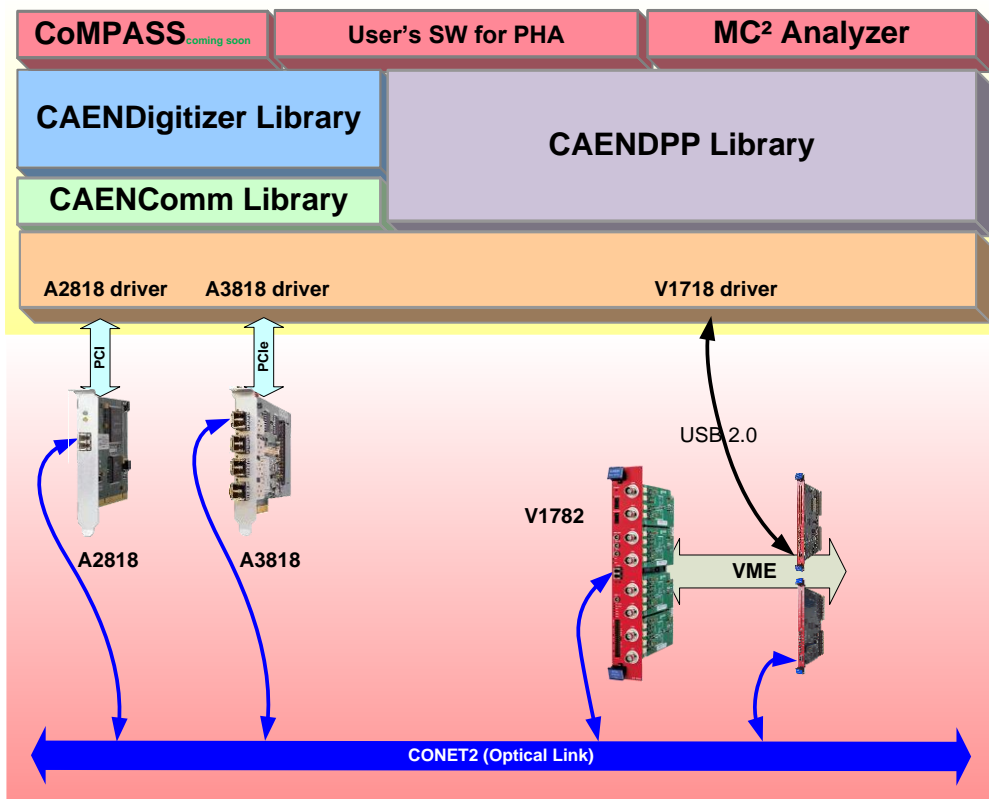 CoMPASS coming soon
User's SW for PHA
MC² Analyzer
CAENDigitizer Library
CAENDPP Library
CAENComm Library
A2818 driver
A3818 driver
V1718 driver
PCI
PCIe
USB 2.0
V1782
A2818
A3818
VME
CONET2 (Optical Link)